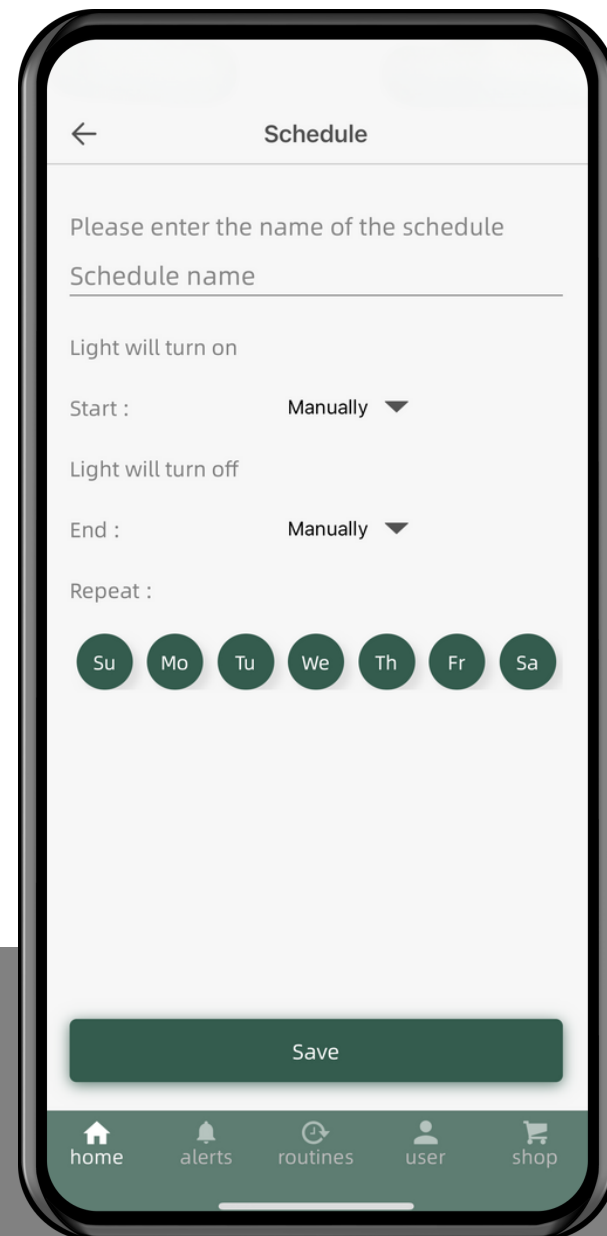 Schedule
Please enter the name of the schedule
Schedule name
Light will turn on
Start : Manually
Light will turn off
End : Manually
Repeat :
Su Mo Tu We Th Fr Sa
Save
home alerts routines user shop